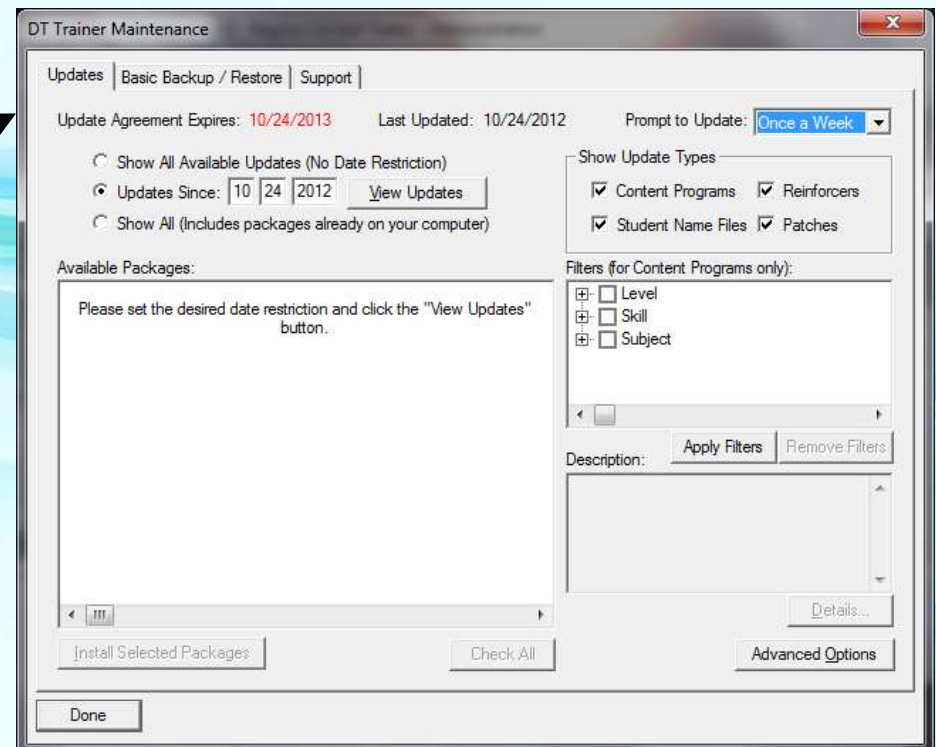 DT Trainer Maintenance
Updates Basic Backup / Restore Support
Update Agreement Expires: 10/24/2013 Last Updated: 10/24/2012 Prompt to Update: Once a Week
Show All Available Updates (No Date Restriction)
Updates Since: 10 24 2012 View Updates
Show All (Includes packages already on your computer)
Show Update Types
Content Programs Reinforcers
Student Name Files Patches
Available Packages:
Please set the desired date restriction and click the "View Updates"
button.
Filters (for Content Programs only):
Level
Skill
Subject
Apply Filters Remove Filters
Description:
Details...
Install Selected Packages Check All Advanced Options
Done